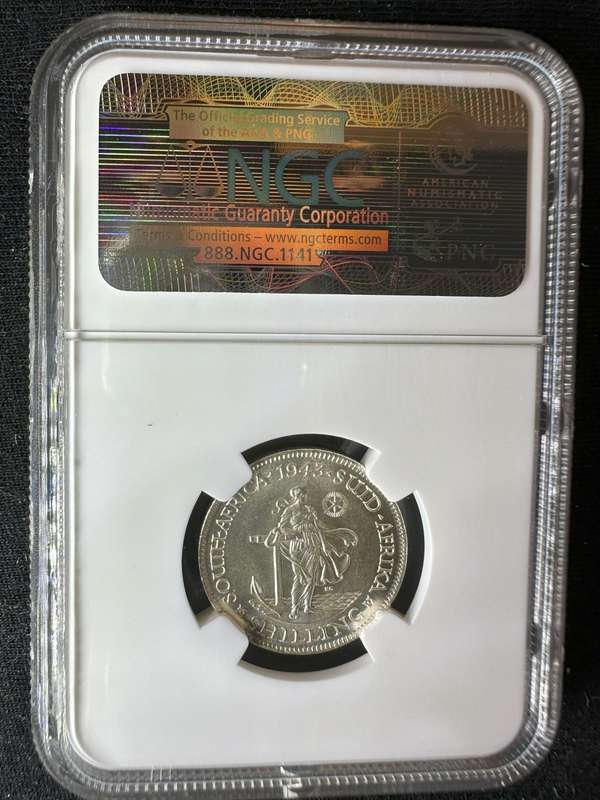 The Official Grading Service
of the ANA & PNG
NGC
Numismatic Guaranty Corporation
Terms & Conditions – www.ngcterms.com
888.NGC.1141
AMERICAN
NUMISMATIC
ASSOCIATION
PNG
SOUTH·AFRICA·1943·SUID-AFRIKA
SHILLING